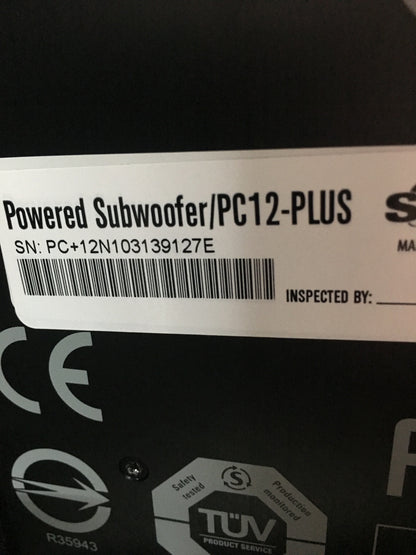 Powered Subwoofer/PC12-PLUS
SN: PC+12N103139127E
INSPECTED BY:
CE
R35943
Safety tested
S
Production monitored
TÜV
PRODUCT SERVICE